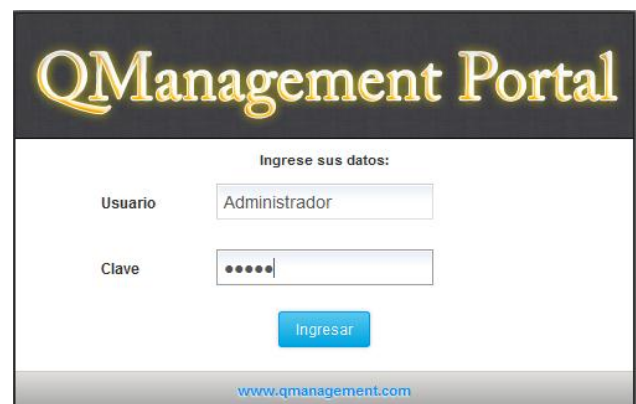 QManagement Portal
Ingrese sus datos:
Usuario
Administrador
Clave
•••••
Ingresar
www.qmanagement.com